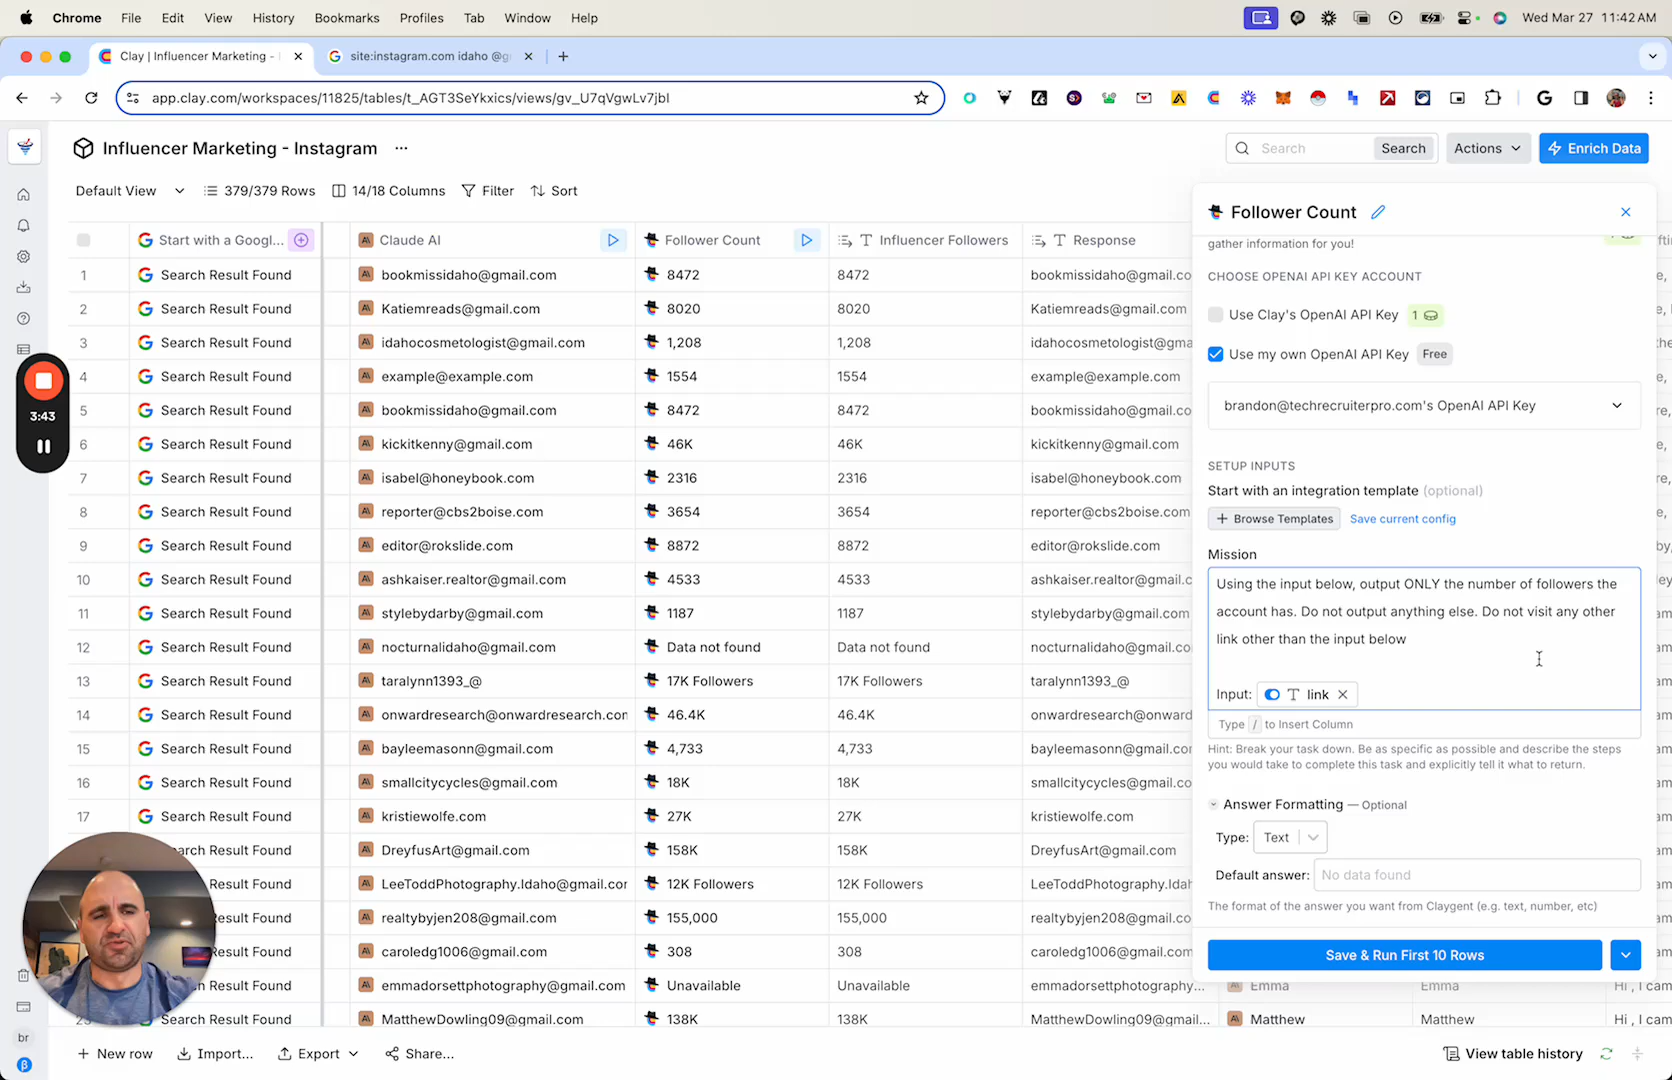 Chrome File Edit View History Bookmarks Profiles Tab Window Help Wed Mar 27 11:42 AM
Clay | Influencer Marketing - site:instagram.com idaho @g
app.clay.com/workspaces/11825/tables/t_AGT3SeYkxics/views/gv_U7qVgwLv7jbI
Influencer Marketing - Instagram ... Search Search Actions Enrich Data
Default View 379/379 Rows 14/18 Columns Filter Sort
Start with a Googl... Claude AI Follower Count Influencer Followers Response
1 Search Result Found bookmissidaho@gmail.com 8472 8472 bookmissidaho@gmail.co
2 Search Result Found Katiemreads@gmail.com 8020 8020 Katiemreads@gmail.com
3 Search Result Found idahocosmetologist@gmail.com 1,208 1,208 idahocosmetologist@gmai
4 Search Result Found example@example.com 1554 1554 example@example.com
5 Search Result Found bookmissidaho@gmail.com 8472 8472 bookmissidaho@gmail.co
6 Search Result Found kickitkenny@gmail.com 46K 46K kickitkenny@gmail.com
7 Search Result Found isabel@honeybook.com 2316 2316 isabel@honeybook.com
8 Search Result Found reporter@cbs2boise.com 3654 3654 reporter@cbs2boise.com
9 Search Result Found editor@rokslide.com 8872 8872 editor@rokslide.com
10 Search Result Found ashkaiser.realtor@gmail.com 4533 4533 ashkaiser.realtor@gmail.c
11 Search Result Found stylebydarby@gmail.com 1187 1187 stylebydarby@gmail.com
12 Search Result Found nocturnalidaho@gmail.com Data not found Data not found nocturnalidaho@gmail.con
13 Search Result Found taralynn1393_@ 17K Followers 17K Followers taralynn1393_@
14 Search Result Found onwardresearch@onwardresearch.con 46.4K 46.4K onwardresearch@onward
15 Search Result Found bayleemasonn@gmail.com 4,733 4,733 bayleemasonn@gmail.com
16 Search Result Found smallcitycycles@gmail.com 18K 18K smallcitycycles@gmail.cor
17 Search Result Found kristiewolfe.com 27K 27K kristiewolfe.com
arch Result Found DreyfusArt@gmail.com 158K 158K DreyfusArt@gmail.com
Result Found LeeToddPhotography.Idaho@gmail.cor 12K Followers 12K Followers LeeToddPhotography.Idah
Result Found realtybyjen208@gmail.com 155,000 155,000 realtybyjen208@gmail.com
Result Found caroledg1006@gmail.com 308 308 caroledg1006@gmail.com
Result Found emmadorsettphotography@gmail.com Unavailable Unavailable emmadorsettphotography... Emma Emma Hi , I cam
Search Result Found MatthewDowling09@gmail.com 138K 138K MatthewDowling09@gmail... Matthew Matthew Hi , I cam
3:43
br
β
New row Import... Export Share... View table history
Follower Count
gather information for you!
CHOOSE OPENAI API KEY ACCOUNT
Use Clay's OpenAI API Key 1
Use my own OpenAI API Key Free
brandon@techrecruiterpro.com's OpenAI API Key
SETUP INPUTS
Start with an integration template (optional)
+ Browse Templates Save current config
Mission
Using the input below, output ONLY the number of followers the
account has. Do not output anything else. Do not visit any other
link other than the input below
Input: T link
Type / to Insert Column
Hint: Break your task down. Be as specific as possible and describe the steps
you would take to complete this task and explicitly tell it what to return.
Answer Formatting — Optional
Type: Text
Default answer: No data found
The format of the answer you want from Claygent (e.g. text, number, etc)
Save & Run First 10 Rows